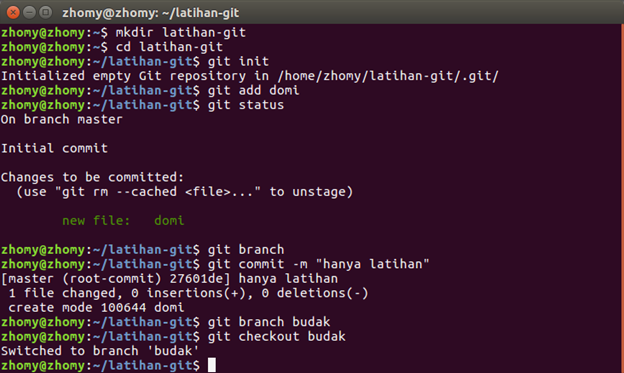 zhomy@zhomy: ~/latihan-git
zhomy@zhomy:~$ mkdir latihan-git
zhomy@zhomy:~$ cd latihan-git
zhomy@zhomy:~/latihan-git$ git init
Initialized empty Git repository in /home/zhomy/latihan-git/.git/
zhomy@zhomy:~/latihan-git$ git add domi
zhomy@zhomy:~/latihan-git$ git status
On branch master
Initial commit
Changes to be committed:
  (use "git rm --cached <file>..." to unstage)
        new file:   domi
zhomy@zhomy:~/latihan-git$ git branch
zhomy@zhomy:~/latihan-git$ git commit -m "hanya latihan"
[master (root-commit) 27601de] hanya latihan
 1 file changed, 0 insertions(+), 0 deletions(-)
 create mode 100644 domi
zhomy@zhomy:~/latihan-git$ git branch budak
zhomy@zhomy:~/latihan-git$ git checkout budak
Switched to branch 'budak'
zhomy@zhomy:~/latihan-git$